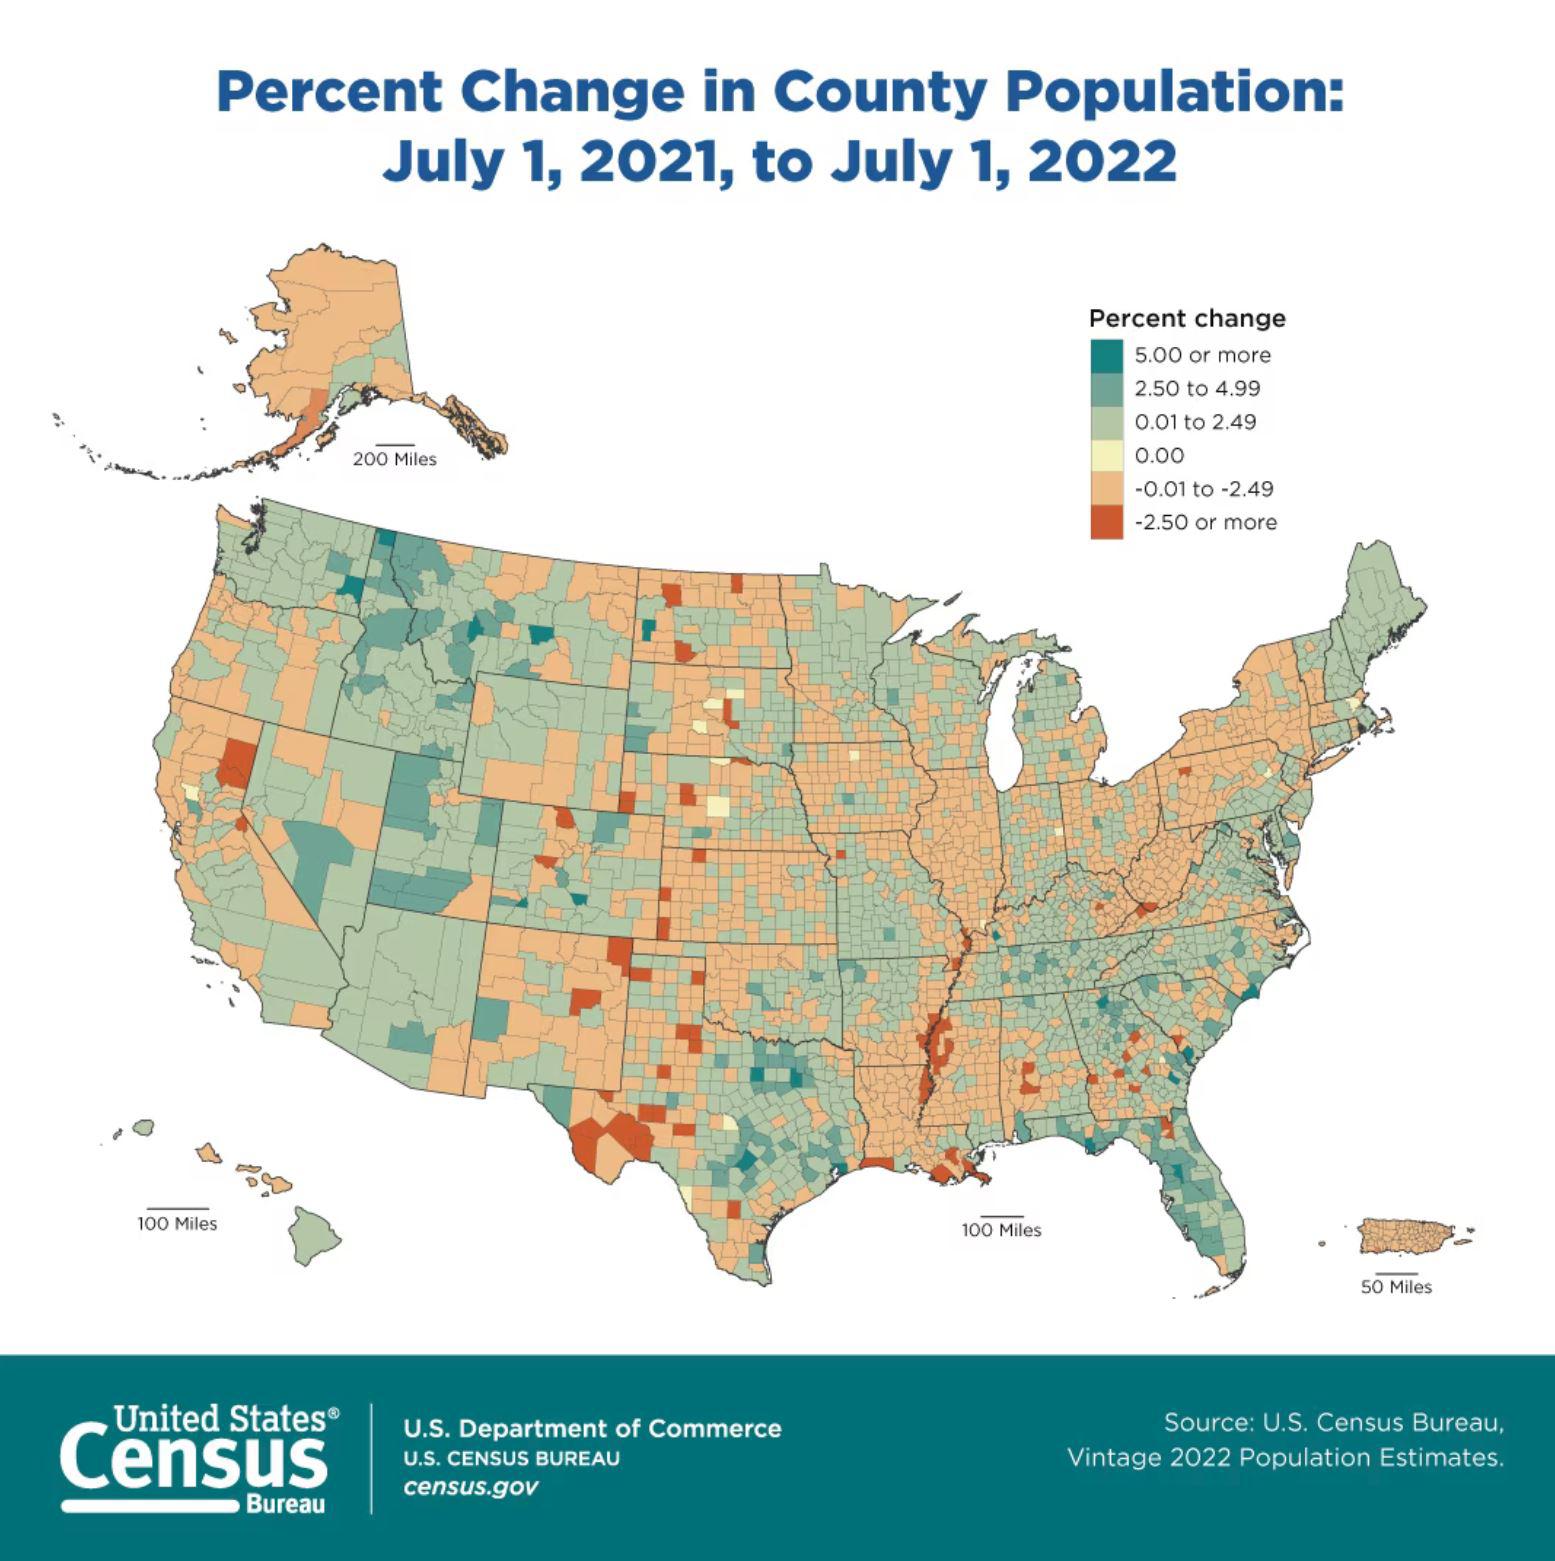 Percent Change in County Population:
July 1, 2021, to July 1, 2022
Percent change
5.00 or more
2.50 to 4.99
0.01 to 2.49
0.00
-0.01 to -2.49
-2.50 or more
200 Miles
100 Miles
100 Miles
50 Miles
United States®
Census
Bureau
U.S. Department of Commerce
U.S. CENSUS BUREAU
census.gov
Source: U.S. Census Bureau,
Vintage 2022 Population Estimates.